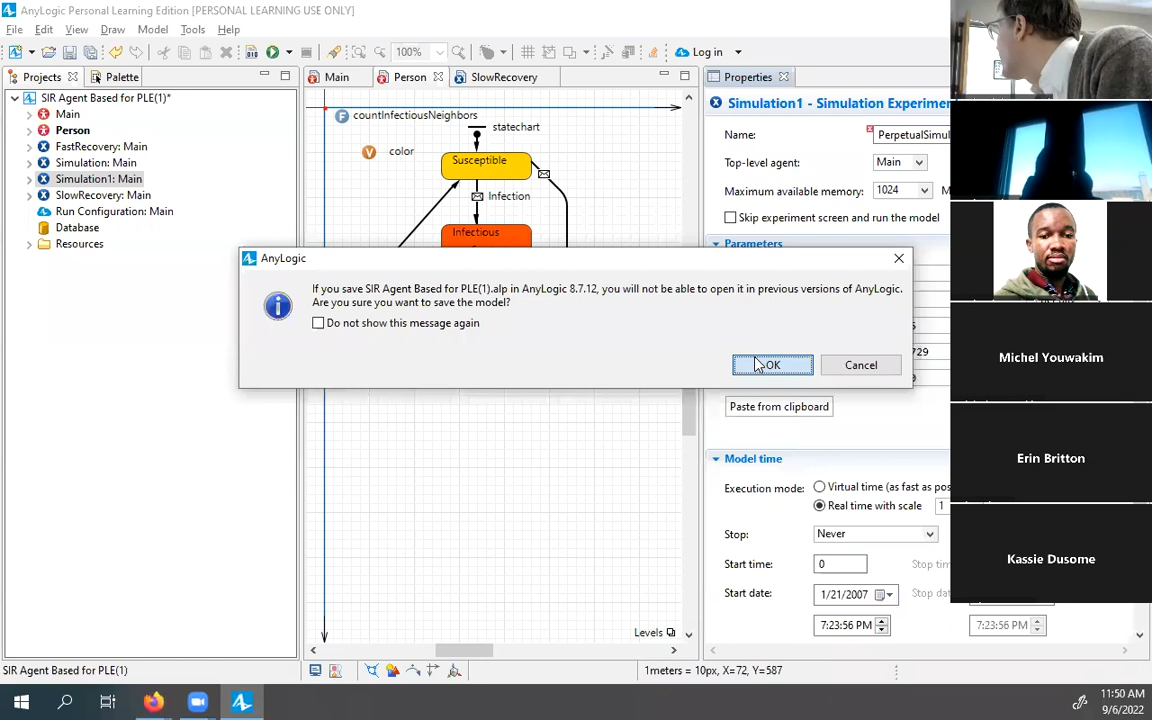 AnyLogic Personal Learning Edition [PERSONAL LEARNING USE ONLY]
File Edit View Draw Model Tools Help
100% Log in
Projects Palette
Main Person SlowRecovery
Properties
SIR Agent Based for PLE(1)*
Main
Person
FastRecovery: Main
Simulation: Main
Simulation1: Main
SlowRecovery: Main
Run Configuration: Main
Database
Resources
countInfectiousNeighbors
statechart
color
Susceptible
Infection
Infectious
Simulation1 - Simulation Experimen
Name: PerpetualSimul
Top-level agent: Main
Maximum available memory: 1024 M
Skip experiment screen and run the model
Parameters
AnyLogic
If you save SIR Agent Based for PLE(1).alp in AnyLogic 8.7.12, you will not be able to open it in previous versions of AnyLogic.
Are you sure you want to save the model?
Do not show this message again
OK Cancel
5
729
9
Paste from clipboard
Model time
Execution mode: Virtual time (as fast as pos
Real time with scale 1
Stop: Never
Start time: 0 Stop tim
Start date: 1/21/2007 Stop da
7:23:56 PM 7:23:56 PM
Levels
SIR Agent Based for PLE(1)
1meters = 10px, X=72, Y=587
Michel Youwakim
Erin Britton
Kassie Dusome
11:50 AM
9/6/2022